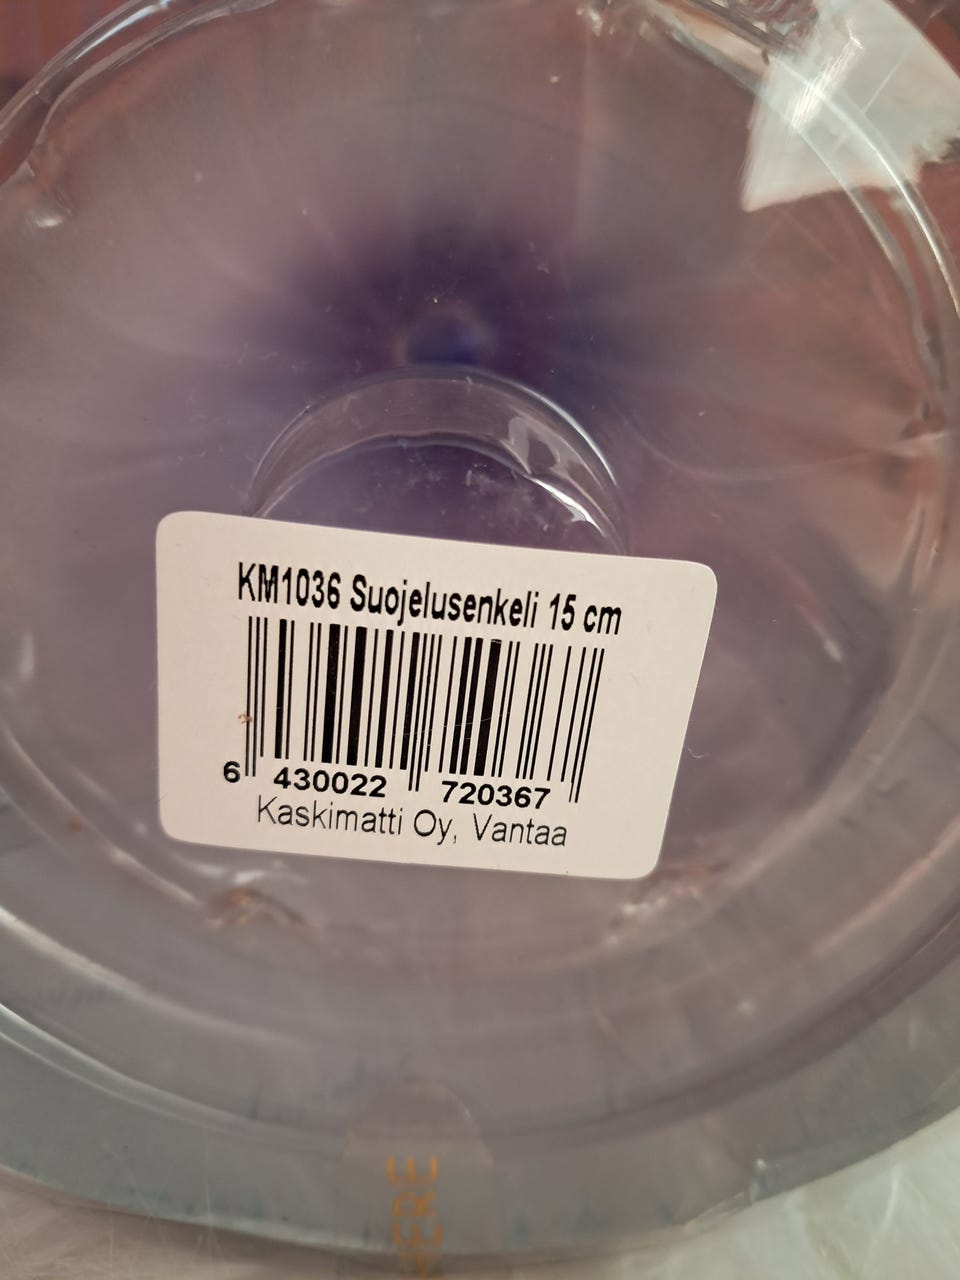 KM1036 Suojelusenkeli 15 cm
6 430022 720367
Kaskimatti Oy, Vantaa